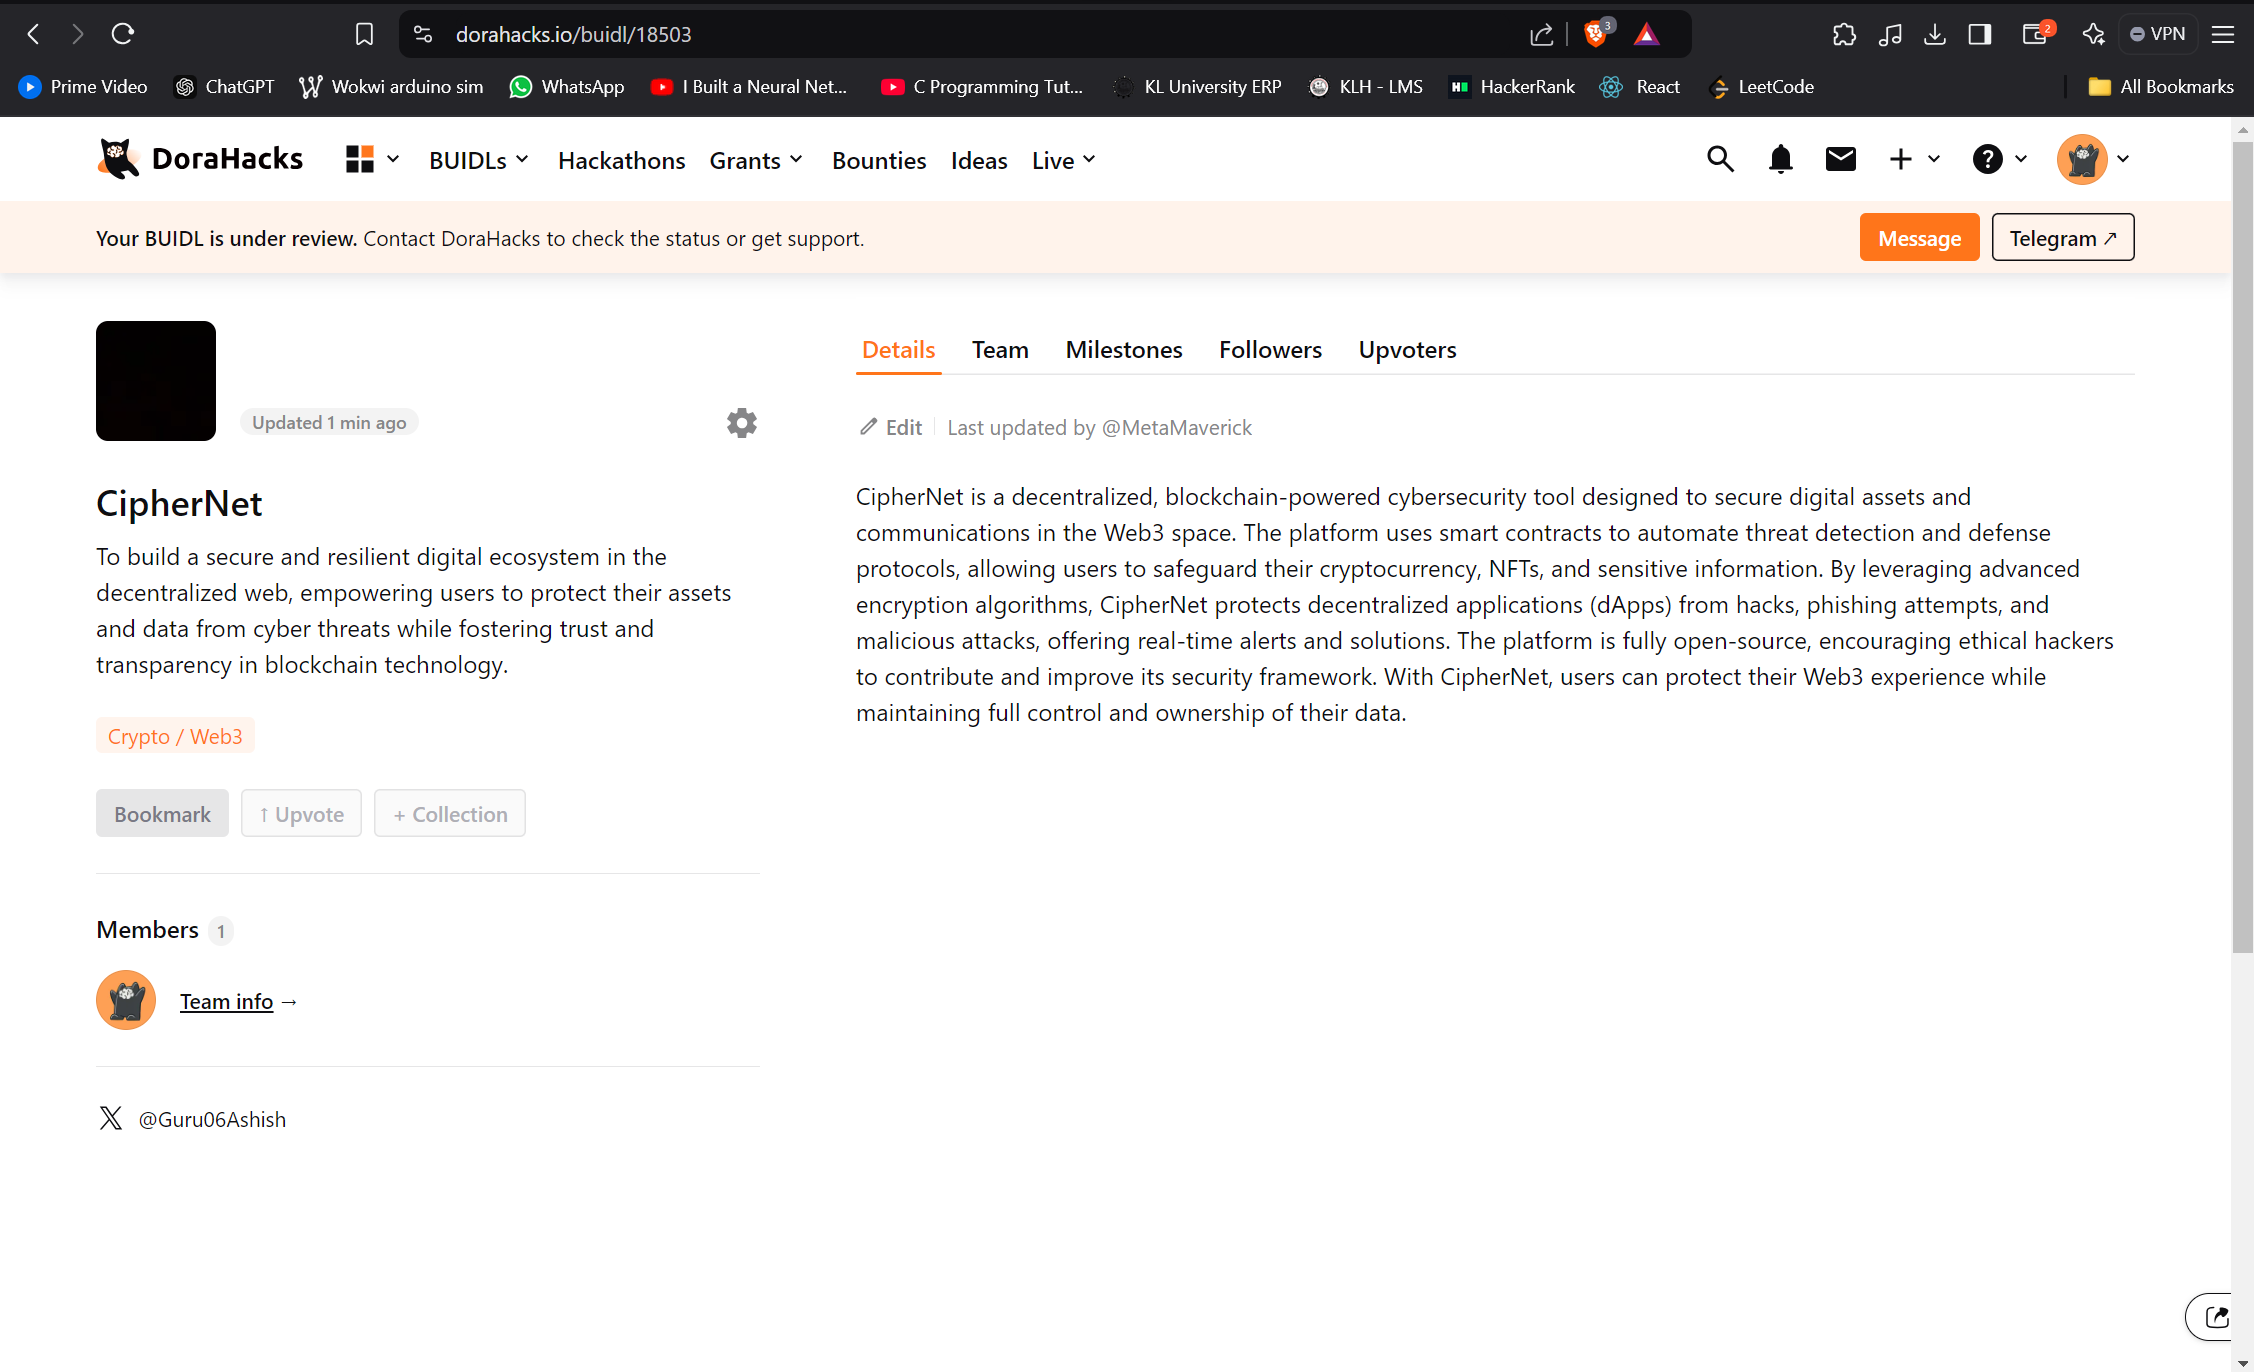 dorahacks.io/buidl/18503
3
2
VPN
Prime Video
ChatGPT
Wokwi arduino sim
WhatsApp
I Built a Neural Net...
C Programming Tut...
KL University ERP
KLH - LMS
HackerRank
React
LeetCode
All Bookmarks
DoraHacks
BUIDLs
Hackathons
Grants
Bounties
Ideas
Live
Your BUIDL is under review. Contact DoraHacks to check the status or get support.
Message
Telegram ↗
Updated 1 min ago
CipherNet
To build a secure and resilient digital ecosystem in the
decentralized web, empowering users to protect their assets
and data from cyber threats while fostering trust and
transparency in blockchain technology.
Crypto / Web3
Bookmark
↑ Upvote
+ Collection
Members 1
Team info →
@Guru06Ashish
Details
Team
Milestones
Followers
Upvoters
Edit
Last updated by @MetaMaverick
CipherNet is a decentralized, blockchain-powered cybersecurity tool designed to secure digital assets and
communications in the Web3 space. The platform uses smart contracts to automate threat detection and defense
protocols, allowing users to safeguard their cryptocurrency, NFTs, and sensitive information. By leveraging advanced
encryption algorithms, CipherNet protects decentralized applications (dApps) from hacks, phishing attempts, and
malicious attacks, offering real-time alerts and solutions. The platform is fully open-source, encouraging ethical hackers
to contribute and improve its security framework. With CipherNet, users can protect their Web3 experience while
maintaining full control and ownership of their data.